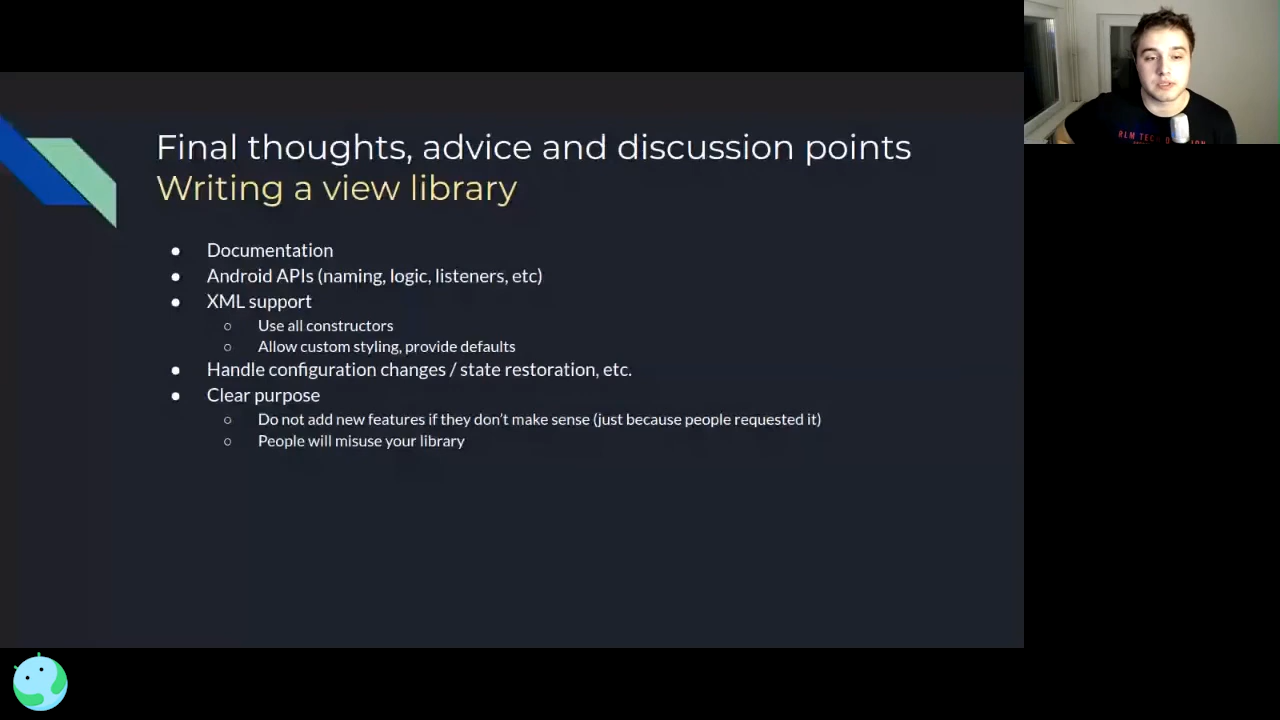 Final thoughts, advice and discussion points
Writing a view library
● Documentation
● Android APIs (naming, logic, listeners, etc)
● XML support
○ Use all constructors
○ Allow custom styling, provide defaults
● Handle configuration changes / state restoration, etc.
● Clear purpose
○ Do not add new features if they don't make sense (just because people requested it)
○ People will misuse your library
RLM TECH